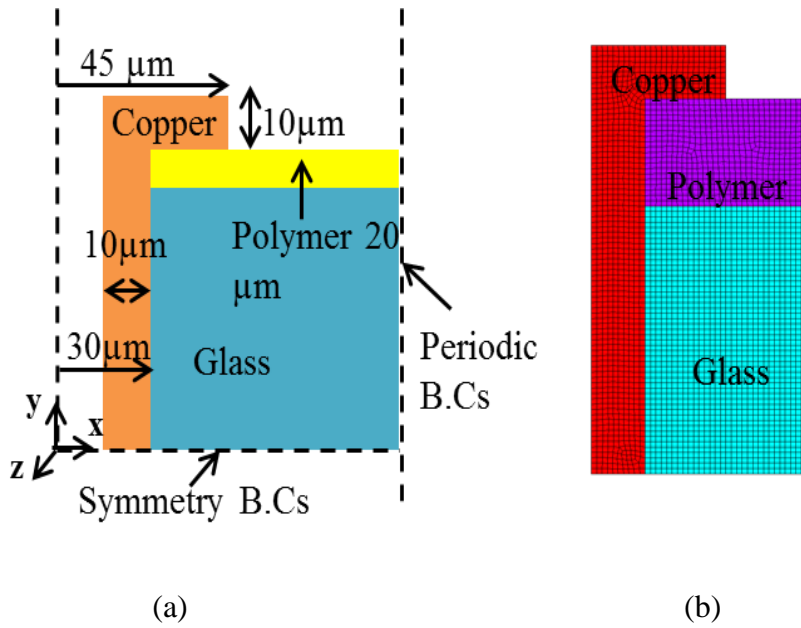 45 µm
Copper
10µm
Polymer 20
µm
10µm
30µm
Glass
Periodic
B.Cs
y
x
z
Symmetry B.Cs
(a)
Copper
Polymer
Glass
(b)